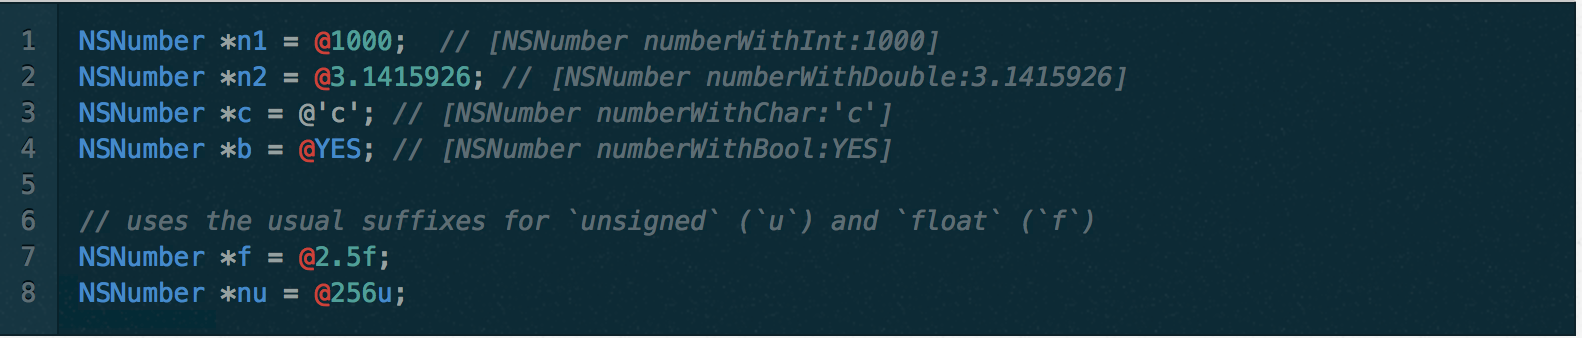 1 NSNumber *n1 = @1000;  // [NSNumber numberWithInt:1000]
2 NSNumber *n2 = @3.1415926; // [NSNumber numberWithDouble:3.1415926]
3 NSNumber *c = @'c'; // [NSNumber numberWithChar:'c']
4 NSNumber *b = @YES; // [NSNumber numberWithBool:YES]
5
6 // uses the usual suffixes for `unsigned` (`u`) and `float` (`f`)
7 NSNumber *f = @2.5f;
8 NSNumber *nu = @256u;